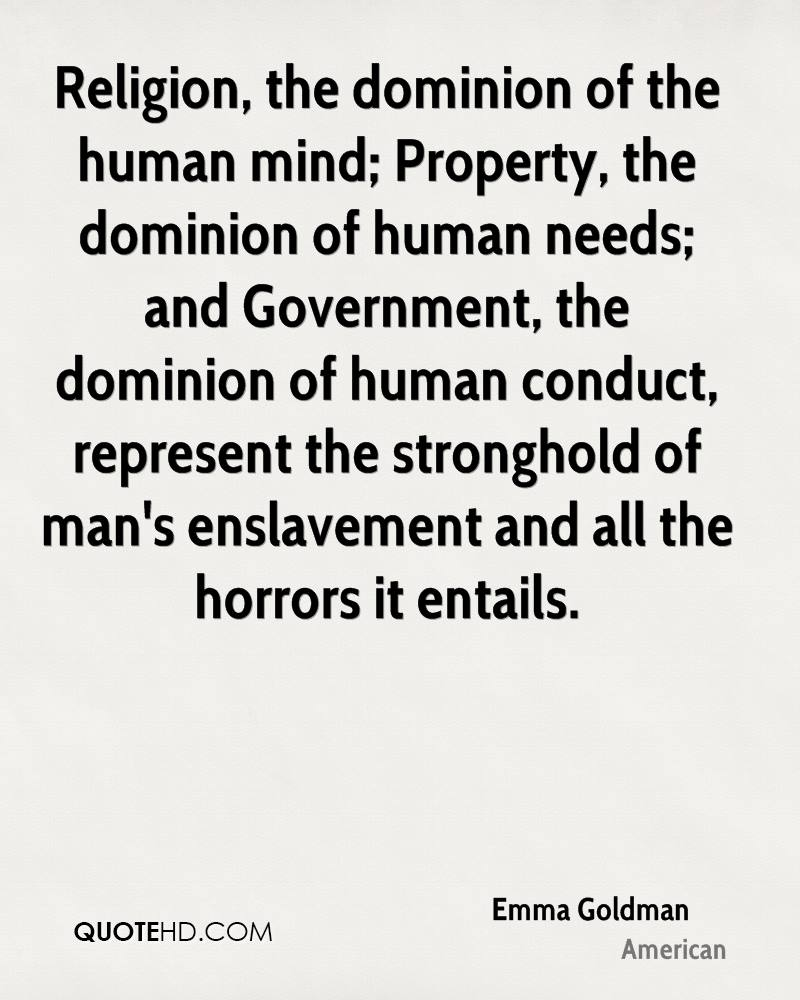 Religion, the dominion of the
human mind; Property, the
dominion of human needs;
and Government, the
dominion of human conduct,
represent the stronghold of
man's enslavement and all the
horrors it entails.
Emma Goldman
QUOTEHD.COM
American